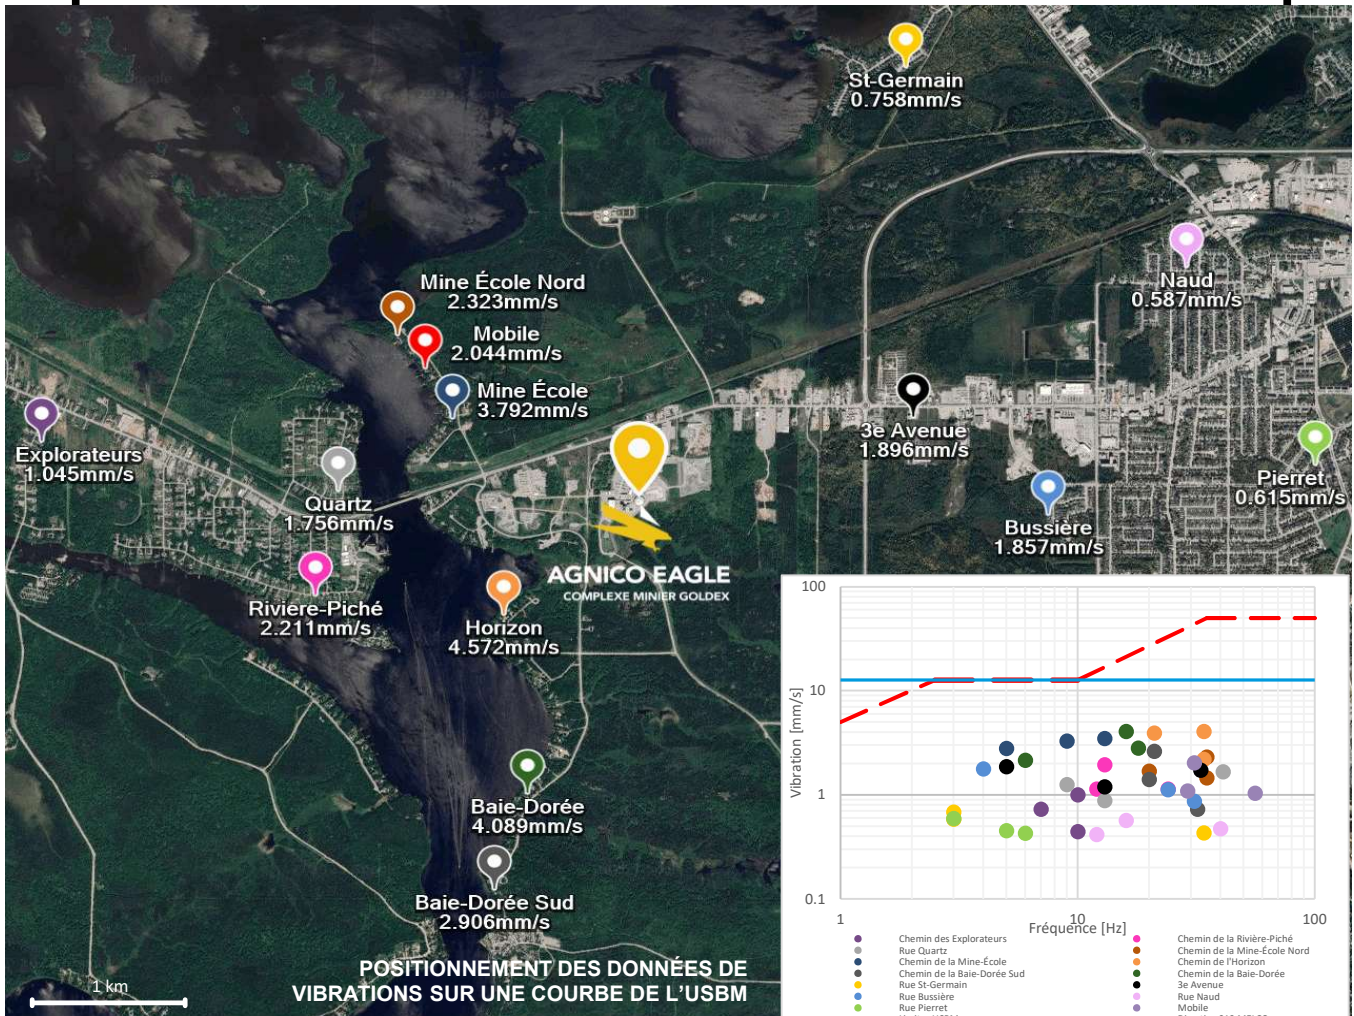 St-Germain
0.758mm/s
Naud
0.587mm/s
Mine École Nord
2.323mm/s
Mobile
2.044mm/s
Mine École
3.792mm/s
3e Avenue
1.896mm/s
Explorateurs
1.045mm/s
Pierret
0.615mm/s
Quartz
1.756mm/s
Bussière
1.857mm/s
AGNICO EAGLE
COMPLEXE MINIER GOLDEX
Riviere-Piché
2.211mm/s
Horizon
4.572mm/s
Baie-Dorée
4.089mm/s
Baie-Dorée Sud
2.906mm/s
POSITIONNEMENT DES DONNÉES DE
VIBRATIONS SUR UNE COURBE DE L'USBM
1 km
100
10
1
0.1
Vibration [mm/s]
1
10
100
Fréquence [Hz]
Chemin des Explorateurs
Chemin de la Rivière-Piché
Rue Quartz
Chemin de la Mine-École Nord
Chemin de la Mine-École
Chemin de l'Horizon
Chemin de la Baie-Dorée Sud
Chemin de la Baie-Dorée
Rue St-Germain
3e Avenue
Rue Bussière
Rue Naud
Rue Pierret
Mobile